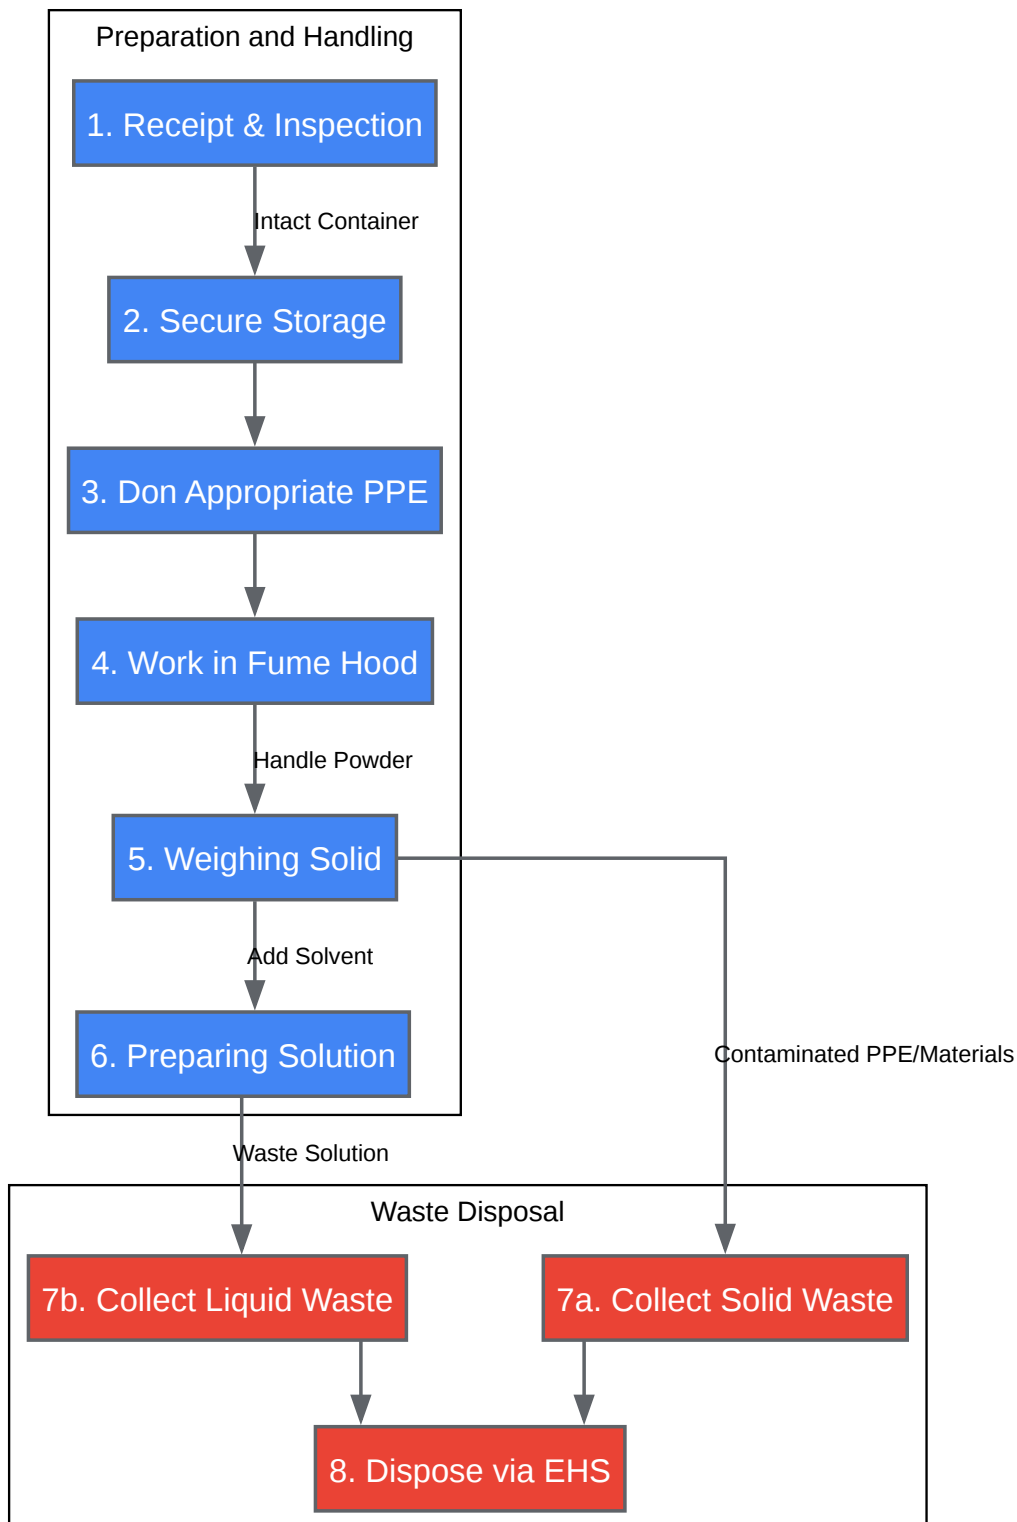 Preparation and Handling
1. Receipt & Inspection
Intact Container
2. Secure Storage
3. Don Appropriate PPE
4. Work in Fume Hood
Handle Powder
5. Weighing Solid
Add Solvent
6. Preparing Solution
Contaminated PPE/Materials
Waste Solution
Waste Disposal
7b. Collect Liquid Waste
7a. Collect Solid Waste
8. Dispose via EHS